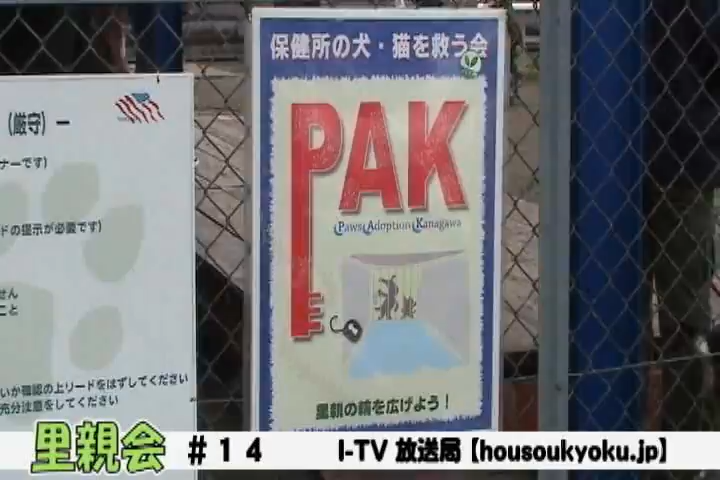 (厳守)ー
ナーです)
ドの提示が必要です)
せん
こと
いか確認の上リードをはずしてください
充分注意をしてください
保健所の犬・猫を救う会
PAK
Paws Adoption Kanagawa
里親の輪を広げよう!
里親会 #14 I-TV 放送局【housoukyoku.jp】